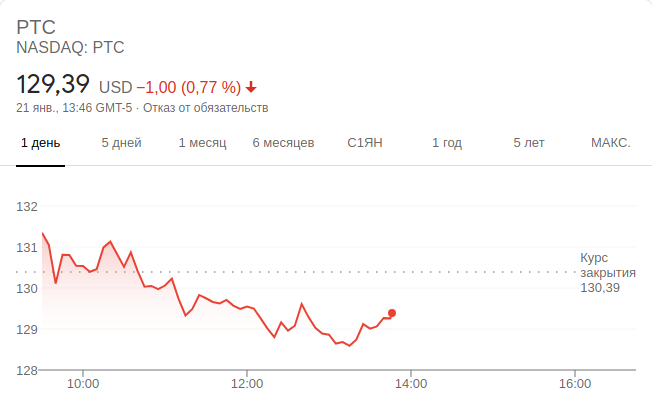 PTC
NASDAQ: PTC
129,39 USD −1,00 (0,77 %)
21 янв., 13:46 GMT-5 · Отказ от обязательств
1 день 5 дней 1 месяц 6 месяцев С1ЯН 1 год 5 лет МАКС.
132
131
130
129
128
Курс
закрытия
130,39
10:00 12:00 14:00 16:00